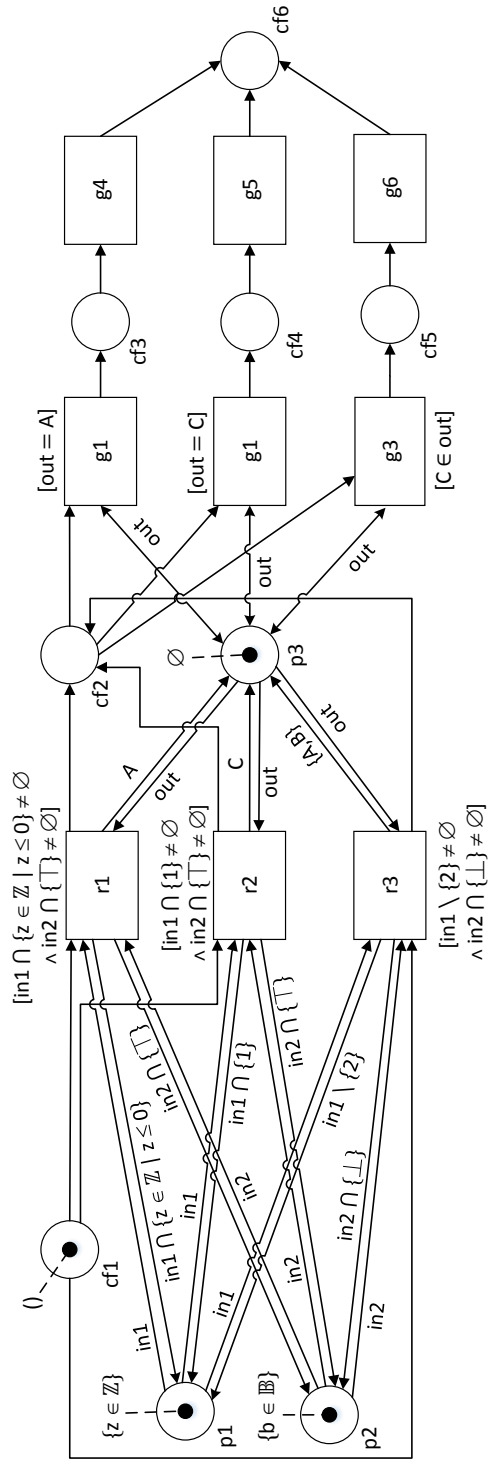 ()
cf1
{z ∈ ℤ}
p1
{b ∈ 𝔹}
p2
in1
in1 ∩ {z ∈ ℤ | z ≤ 0}
in2 ∩ {⊤}
in1
in1 ∩ {1}
in2
in1
in2
in2 ∩ {⊤}
in1 \ {2}
in2 ∩ {⊥}
in2
[in1 ∩ {z ∈ ℤ | z ≤ 0} ≠ ∅
∧ in2 ∩ {⊤} ≠ ∅]
r1
[in1 ∩ {1} ≠ ∅
∧ in2 ∩ {⊤} ≠ ∅]
r2
r3
[in1 \ {2} ≠ ∅
∧ in2 ∩ {⊥} ≠ ∅]
A
out
C
out
{A,B}
out
cf2
∅
p3
out
out
out
[out = A]
g1
[out = C]
g1
g3
[C ∈ out]
cf3
cf4
cf5
g4
g5
g6
cf6